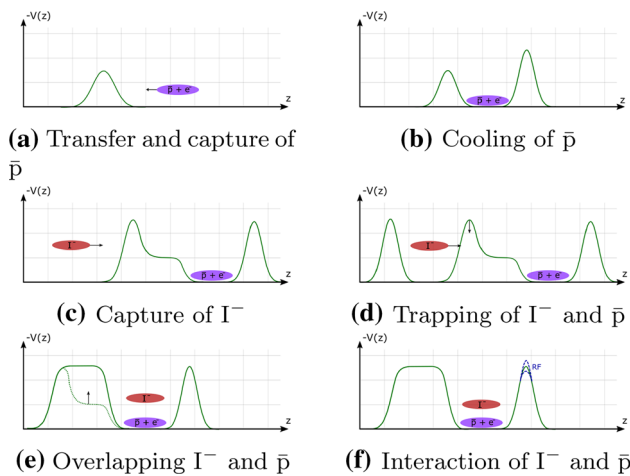 -V(z) -V(z)
p̄ + e⁻ p̄ + e⁻
z z
(a) Transfer and capture of p̄
(b) Cooling of p̄
-V(z) -V(z)
I⁻ I⁻
p̄ + e⁻ p̄ + e⁻
z z
(c) Capture of I⁻
(d) Trapping of I⁻ and p̄
-V(z) -V(z)
RF
I⁻ I⁻
p̄ + e⁻ p̄ + e⁻
z z
(e) Overlapping I⁻ and p̄
(f) Interaction of I⁻ and p̄